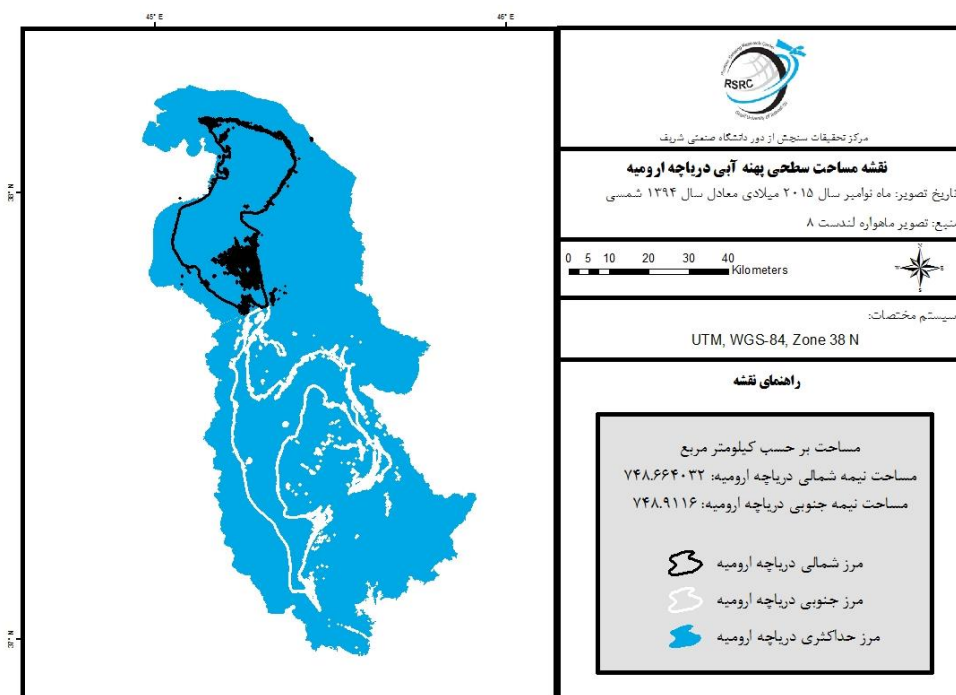 45° E
46° E
38° N
37° N
RSRC
مرکز تحقیقات سنجش از دور دانشگاه صنعتی شریف
نقشه مساحت سطحی پهنه آبی دریاچه ارومیه
تاریخ تصویر: ماه نوامبر سال ۲۰۱۵ میلادی معادل سال ۱۳۹۴ شمسی
منبع: تصویر ماهواره لندست ۸
0 5 10 20 30 40
Kilometers
سیستم مختصات:
UTM, WGS-84, Zone 38 N
راهنمای نقشه
مساحت بر حسب کیلومتر مربع
مساحت نیمه شمالی دریاچه ارومیه: ۷۴۸.۶۶۴۰۳۲
مساحت نیمه جنوبی دریاچه ارومیه: ۷۴۸.۹۱۱۶
مرز شمالی دریاچه ارومیه
مرز جنوبی دریاچه ارومیه
مرز حداکثری دریاچه ارومیه